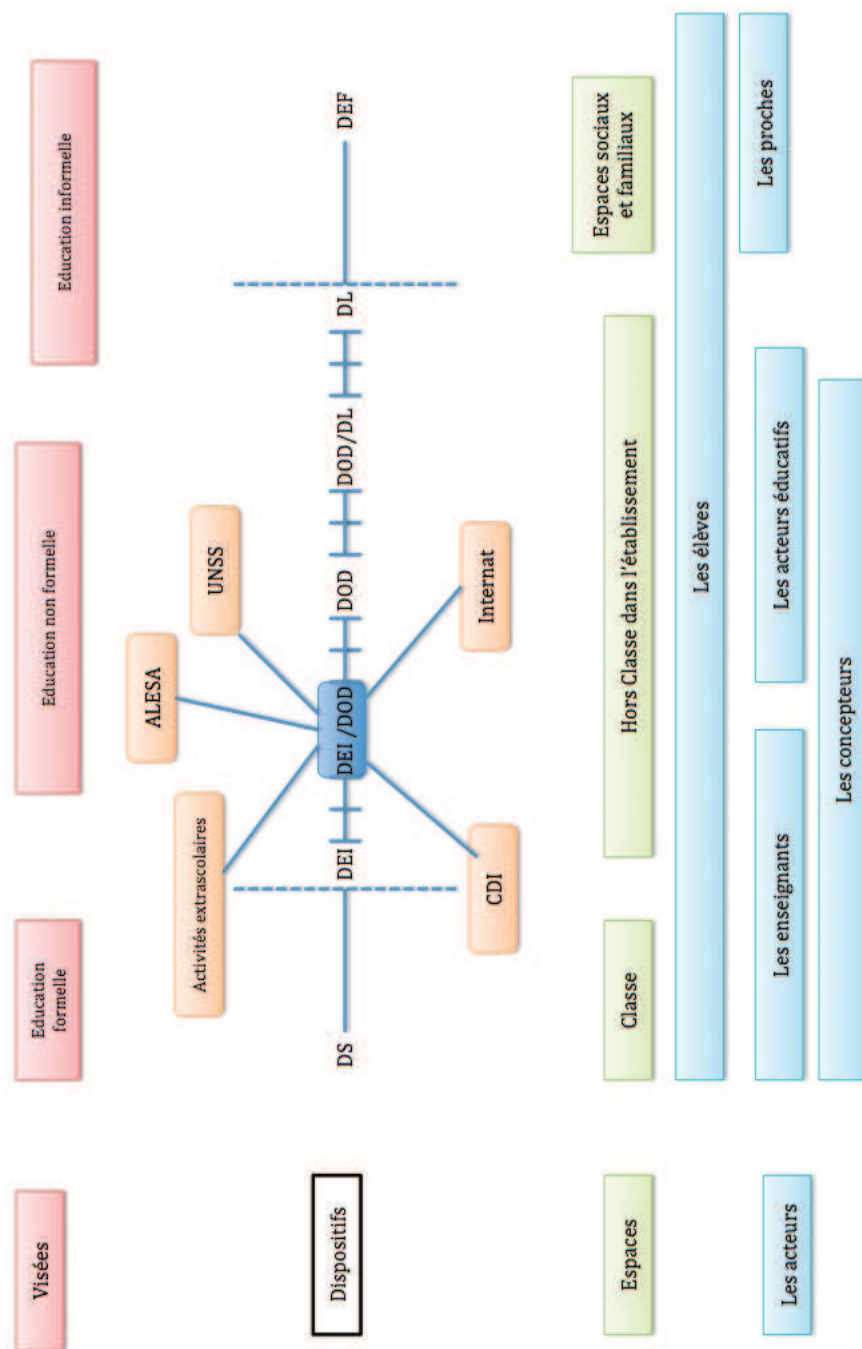 Visées
Education
formelle
Education non formelle
Education informelle
Dispositifs
Activités extrascolaires
ALESA
UNSS
DS
DEI
DEI /DOD
DOD
DOD/DL
DL
DEF
CDI
Internat
Espaces
Classe
Hors Classe dans l'établissement
Espaces sociaux
et familiaux
Les acteurs
Les élèves
Les enseignants
Les acteurs éducatifs
Les proches
Les concepteurs